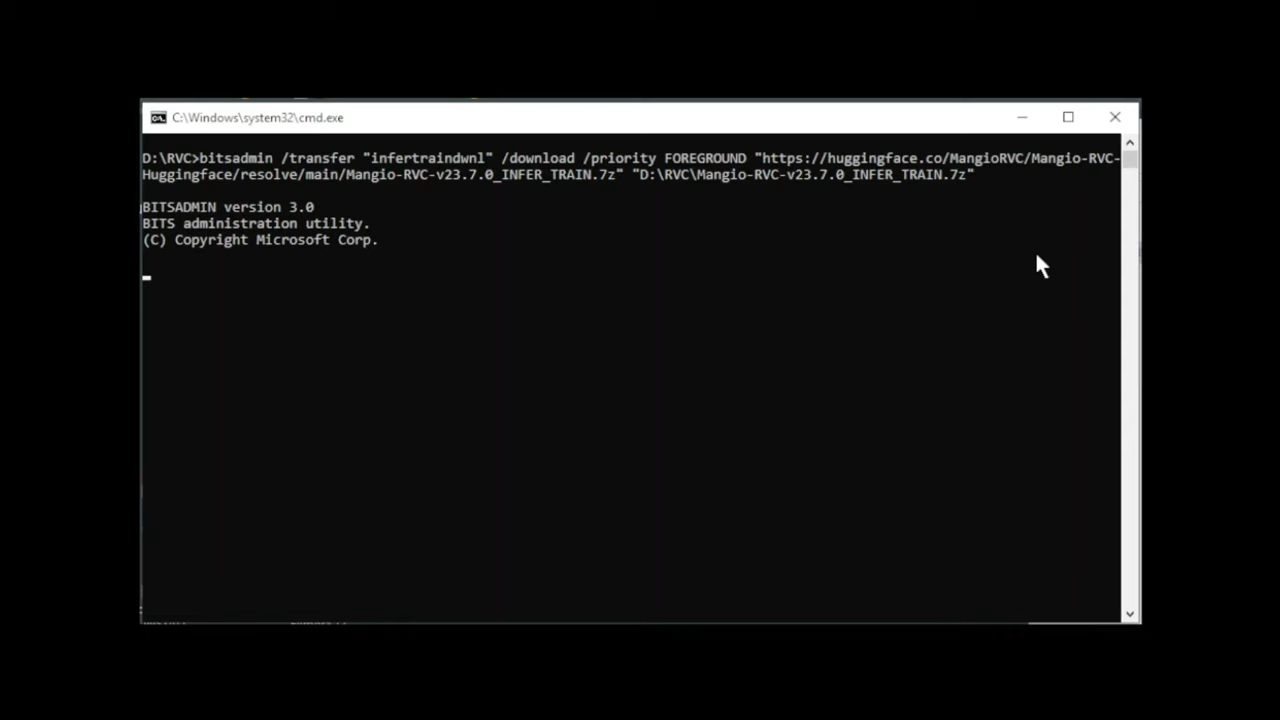 C:\Windows\system32\cmd.exe
D:\RVC>bitsadmin /transfer "infertraindwnl" /download /priority FOREGROUND "https://huggingface.co/MangioRVC/Mangio-RVC-
Huggingface/resolve/main/Mangio-RVC-v23.7.0_INFER_TRAIN.7z" "D:\RVC\Mangio-RVC-v23.7.0_INFER_TRAIN.7z"
BITSADMIN version 3.0
BITS administration utility.
(C) Copyright Microsoft Corp.